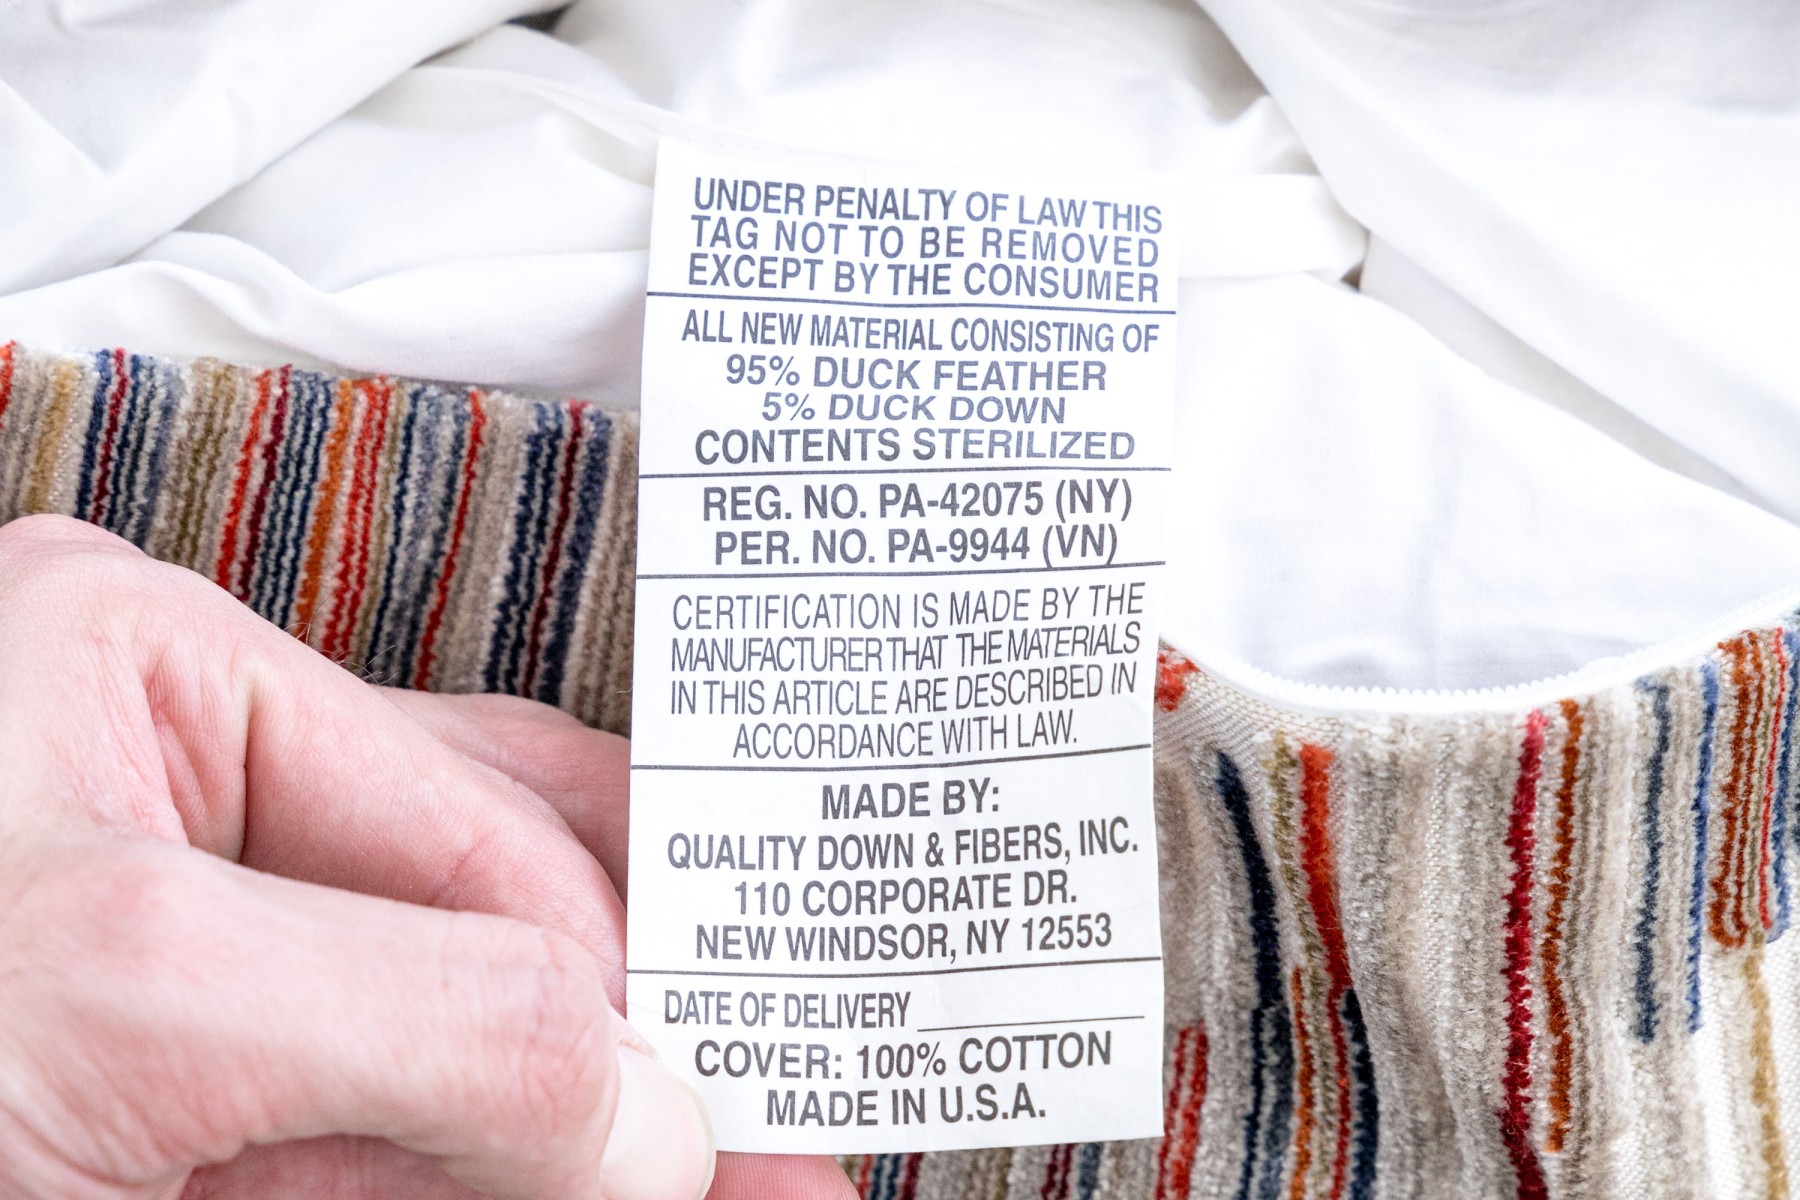 UNDER PENALTY OF LAW THIS
TAG NOT TO BE REMOVED
EXCEPT BY THE CONSUMER
ALL NEW MATERIAL CONSISTING OF
95% DUCK FEATHER
5% DUCK DOWN
CONTENTS STERILIZED
REG. NO. PA-42075 (NY)
PER. NO. PA-9944 (VN)
CERTIFICATION IS MADE BY THE
MANUFACTURER THAT THE MATERIALS
IN THIS ARTICLE ARE DESCRIBED IN
ACCORDANCE WITH LAW.
MADE BY:
QUALITY DOWN & FIBERS, INC.
110 CORPORATE DR.
NEW WINDSOR, NY 12553
DATE OF DELIVERY
COVER: 100% COTTON
MADE IN U.S.A.